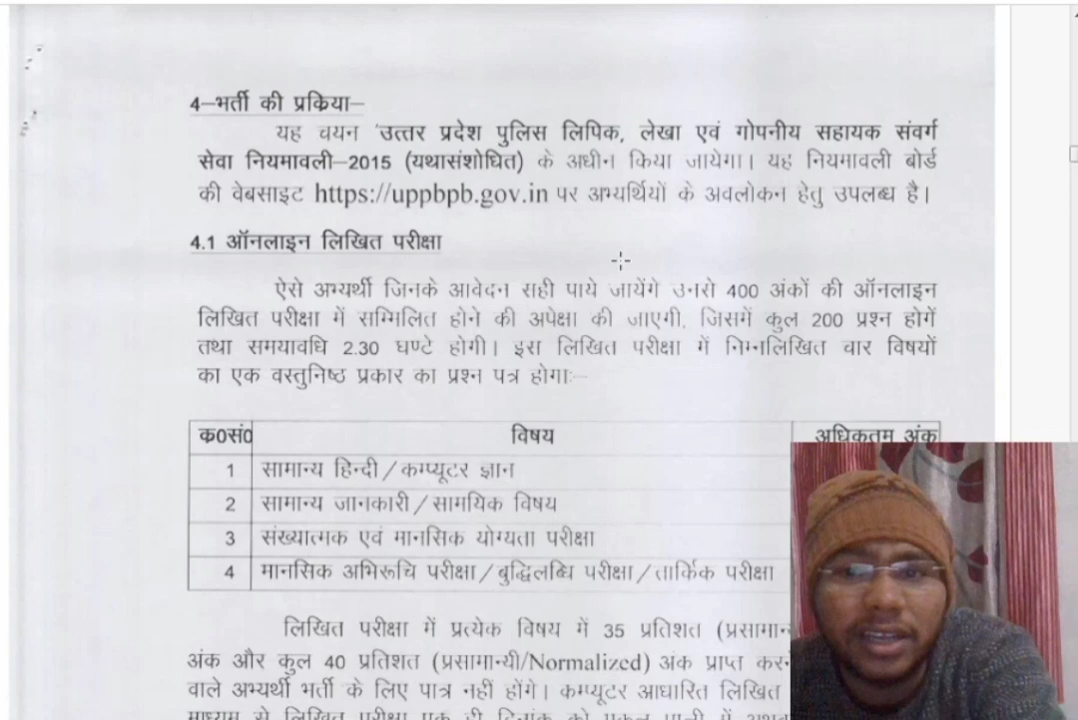 4–भर्ती की प्रकिया–
यह चयन 'उत्तर प्रदेश पुलिस लिपिक, लेखा एवं गोपनीय सहायक संवर्ग
सेवा नियमावली–2015 (यथासंशोधित) के अधीन किया जायेगा। यह नियमावली बोर्ड
की वेबसाइट https://uppbpb.gov.in पर अभ्यर्थियों के अवलोकन हेतु उपलब्ध है।
4.1 ऑनलाइन लिखित परीक्षा
ऐसे अभ्यर्थी जिनके आवेदन सही पाये जायेंगे उनसे 400 अंकों की ऑनलाइन
लिखित परीक्षा में सम्मिलित होने की अपेक्षा की जाएगी, जिसमें कुल 200 प्रश्न होगें
तथा समयावधि 2.30 घण्टे होगी। इस लिखित परीक्षा में निम्नलिखित चार विषयों
का एक वस्तुनिष्ठ प्रकार का प्रश्न पत्र होगाः–
क0सं0 विषय अधिकतम अंक
1 सामान्य हिन्दी/कम्प्यूटर ज्ञान
2 सामान्य जानकारी/सामयिक विषय
3 संख्यात्मक एवं मानसिक योग्यता परीक्षा
4 मानसिक अभिरूचि परीक्षा/बुद्धिलब्धि परीक्षा/तार्किक परीक्षा
लिखित परीक्षा में प्रत्येक विषय में 35 प्रतिशत
अंक और कुल 40 प्रतिशत (प्रसामान्यी/Normalized) अंक प्राप्त
वाले अभ्यर्थी भर्ती के लिए पात्र नहीं होंगे। कम्प्यूटर आधारित लिखित
माध्यम से लिखित परीक्षा एक ही दिनांक को एकल पाली में